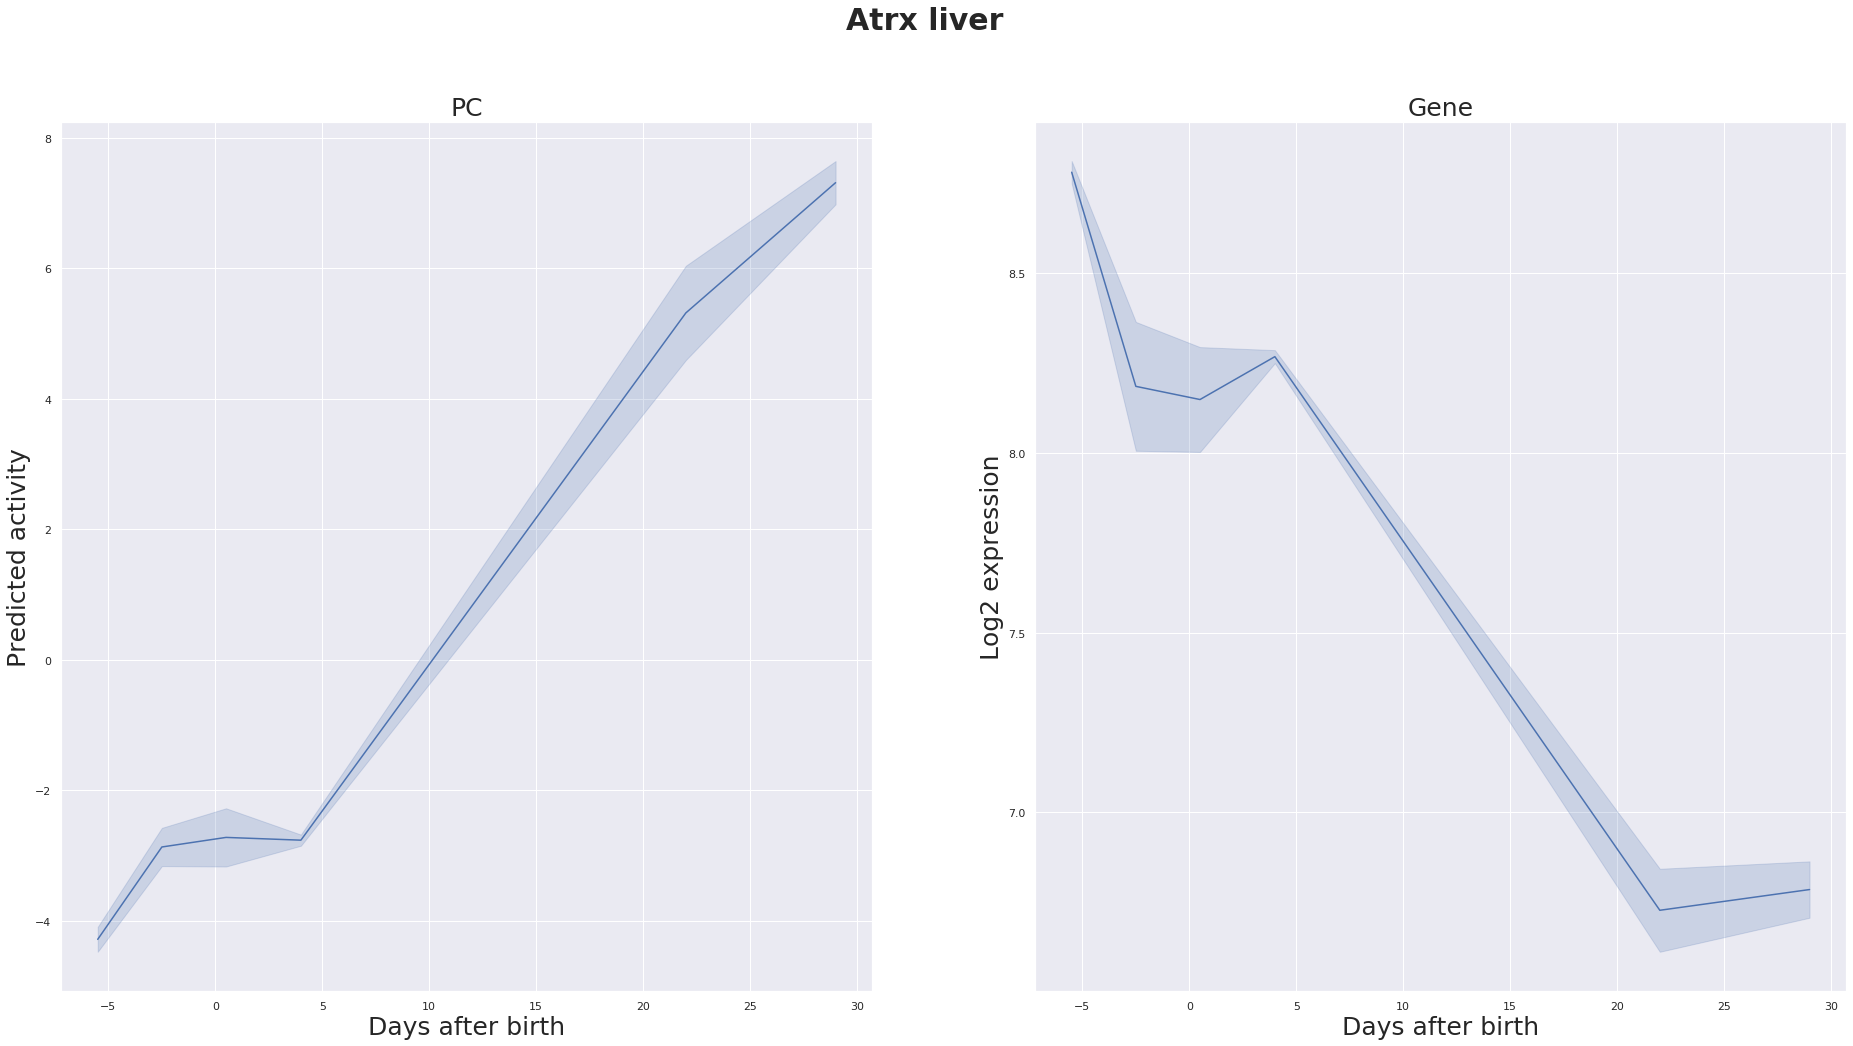 Atrx liver
PC
Predicted activity
8
6
4
2
0
−2
−4
−5 0 5 10 15 20 25 30
Days after birth
Gene
Log2 expression
8.5
8.0
7.5
7.0
−5 0 5 10 15 20 25 30
Days after birth